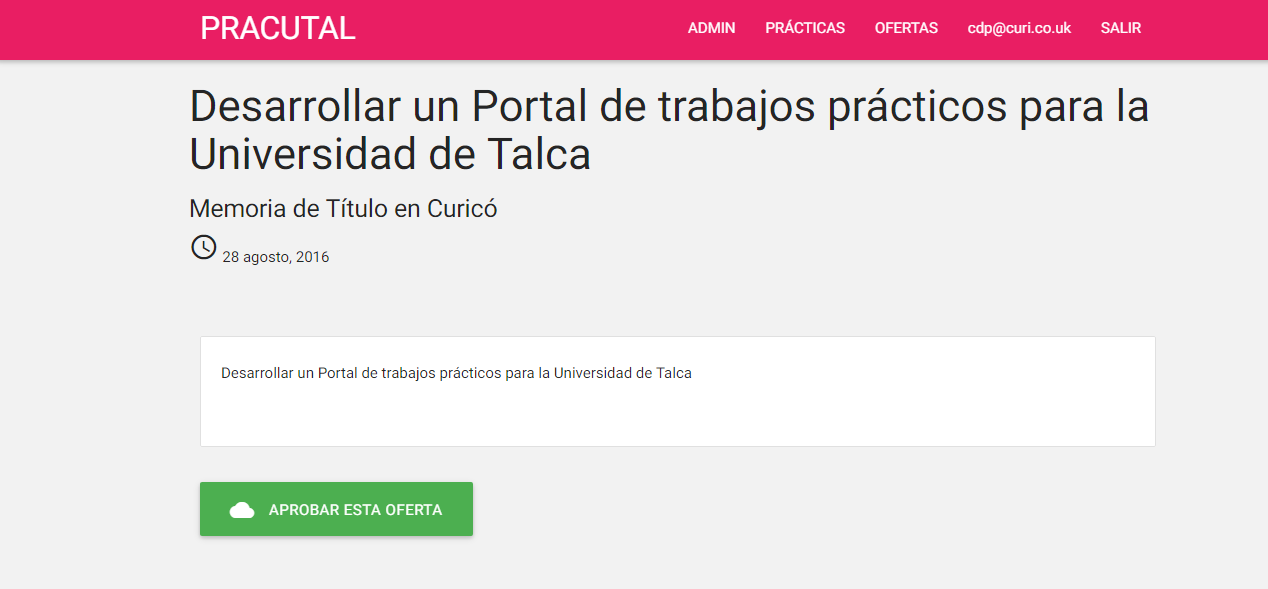 PRACUTAL
ADMIN PRÁCTICAS OFERTAS cdp@curi.co.uk SALIR
Desarrollar un Portal de trabajos prácticos para la
Universidad de Talca
Memoria de Título en Curicó
28 agosto, 2016
Desarrollar un Portal de trabajos prácticos para la Universidad de Talca
APROBAR ESTA OFERTA